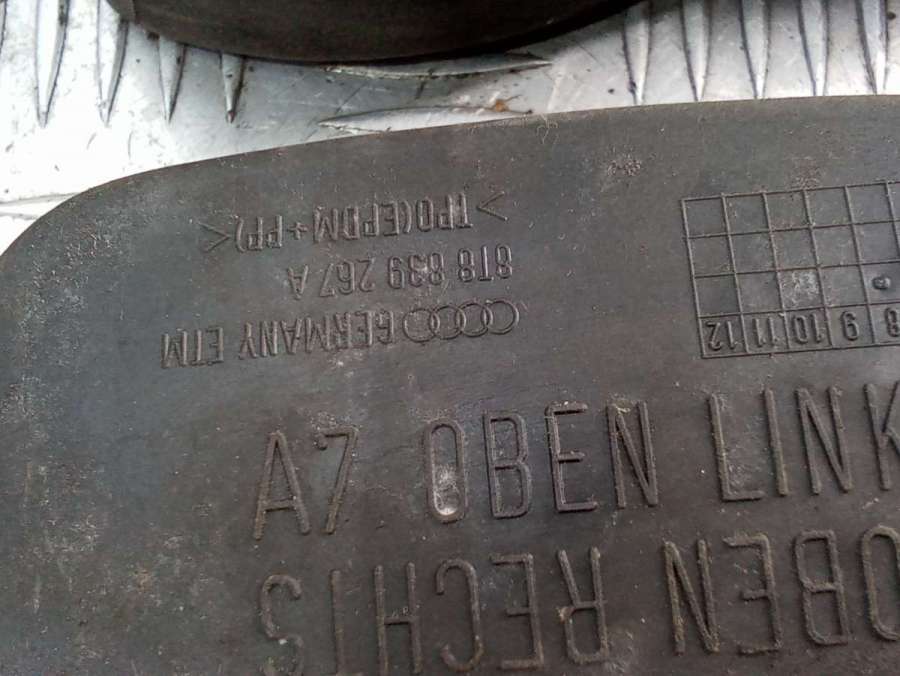 >TPO(EPDM+PP)<
8T8 839 267 A
GERMANY ETM
8 9 10 11 12
A7 OBEN LINK
OBEN RECHTS